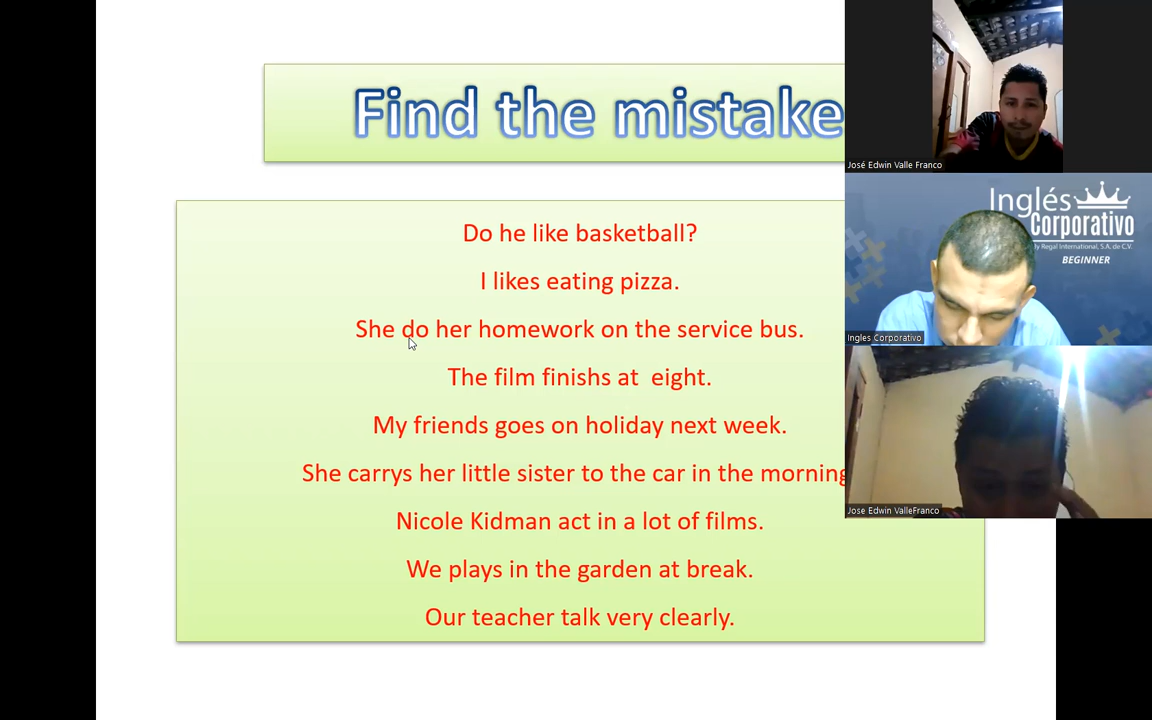 Find the mistake
Do he like basketball?
I likes eating pizza.
She do her homework on the service bus.
The film finishs at  eight.
My friends goes on holiday next week.
She carrys her little sister to the car in the morning
Nicole Kidman act in a lot of films.
We plays in the garden at break.
Our teacher talk very clearly.
José Edwin Valle Franco
Inglés
Corporativo
By Regal International, S.A. de C.V.
BEGINNER
Ingles Corporativo
Jose Edwin ValleFranco